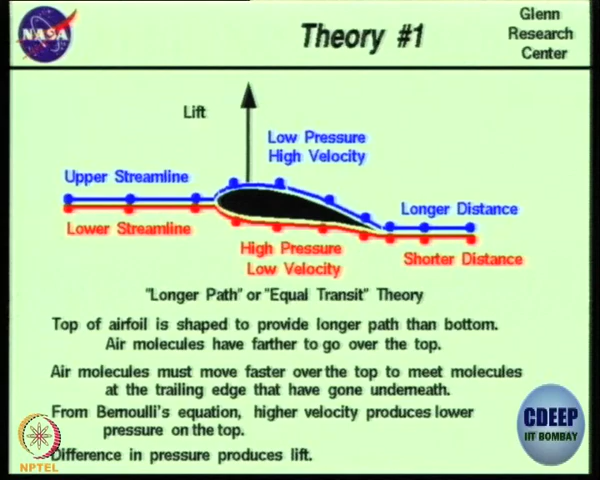 NASA
Theory #1
Glenn
Research
Center
Lift
Low Pressure
High Velocity
Upper Streamline
Longer Distance
Lower Streamline
High Pressure
Low Velocity
Shorter Distance
"Longer Path" or "Equal Transit" Theory
Top of airfoil is shaped to provide longer path than bottom.
Air molecules have farther to go over the top.
Air molecules must move faster over the top to meet molecules
at the trailing edge that have gone underneath.
From Bernoulli's equation, higher velocity produces lower
pressure on the top.
Difference in pressure produces lift.
CDEEP
IIT BOMBAY
NPTEL